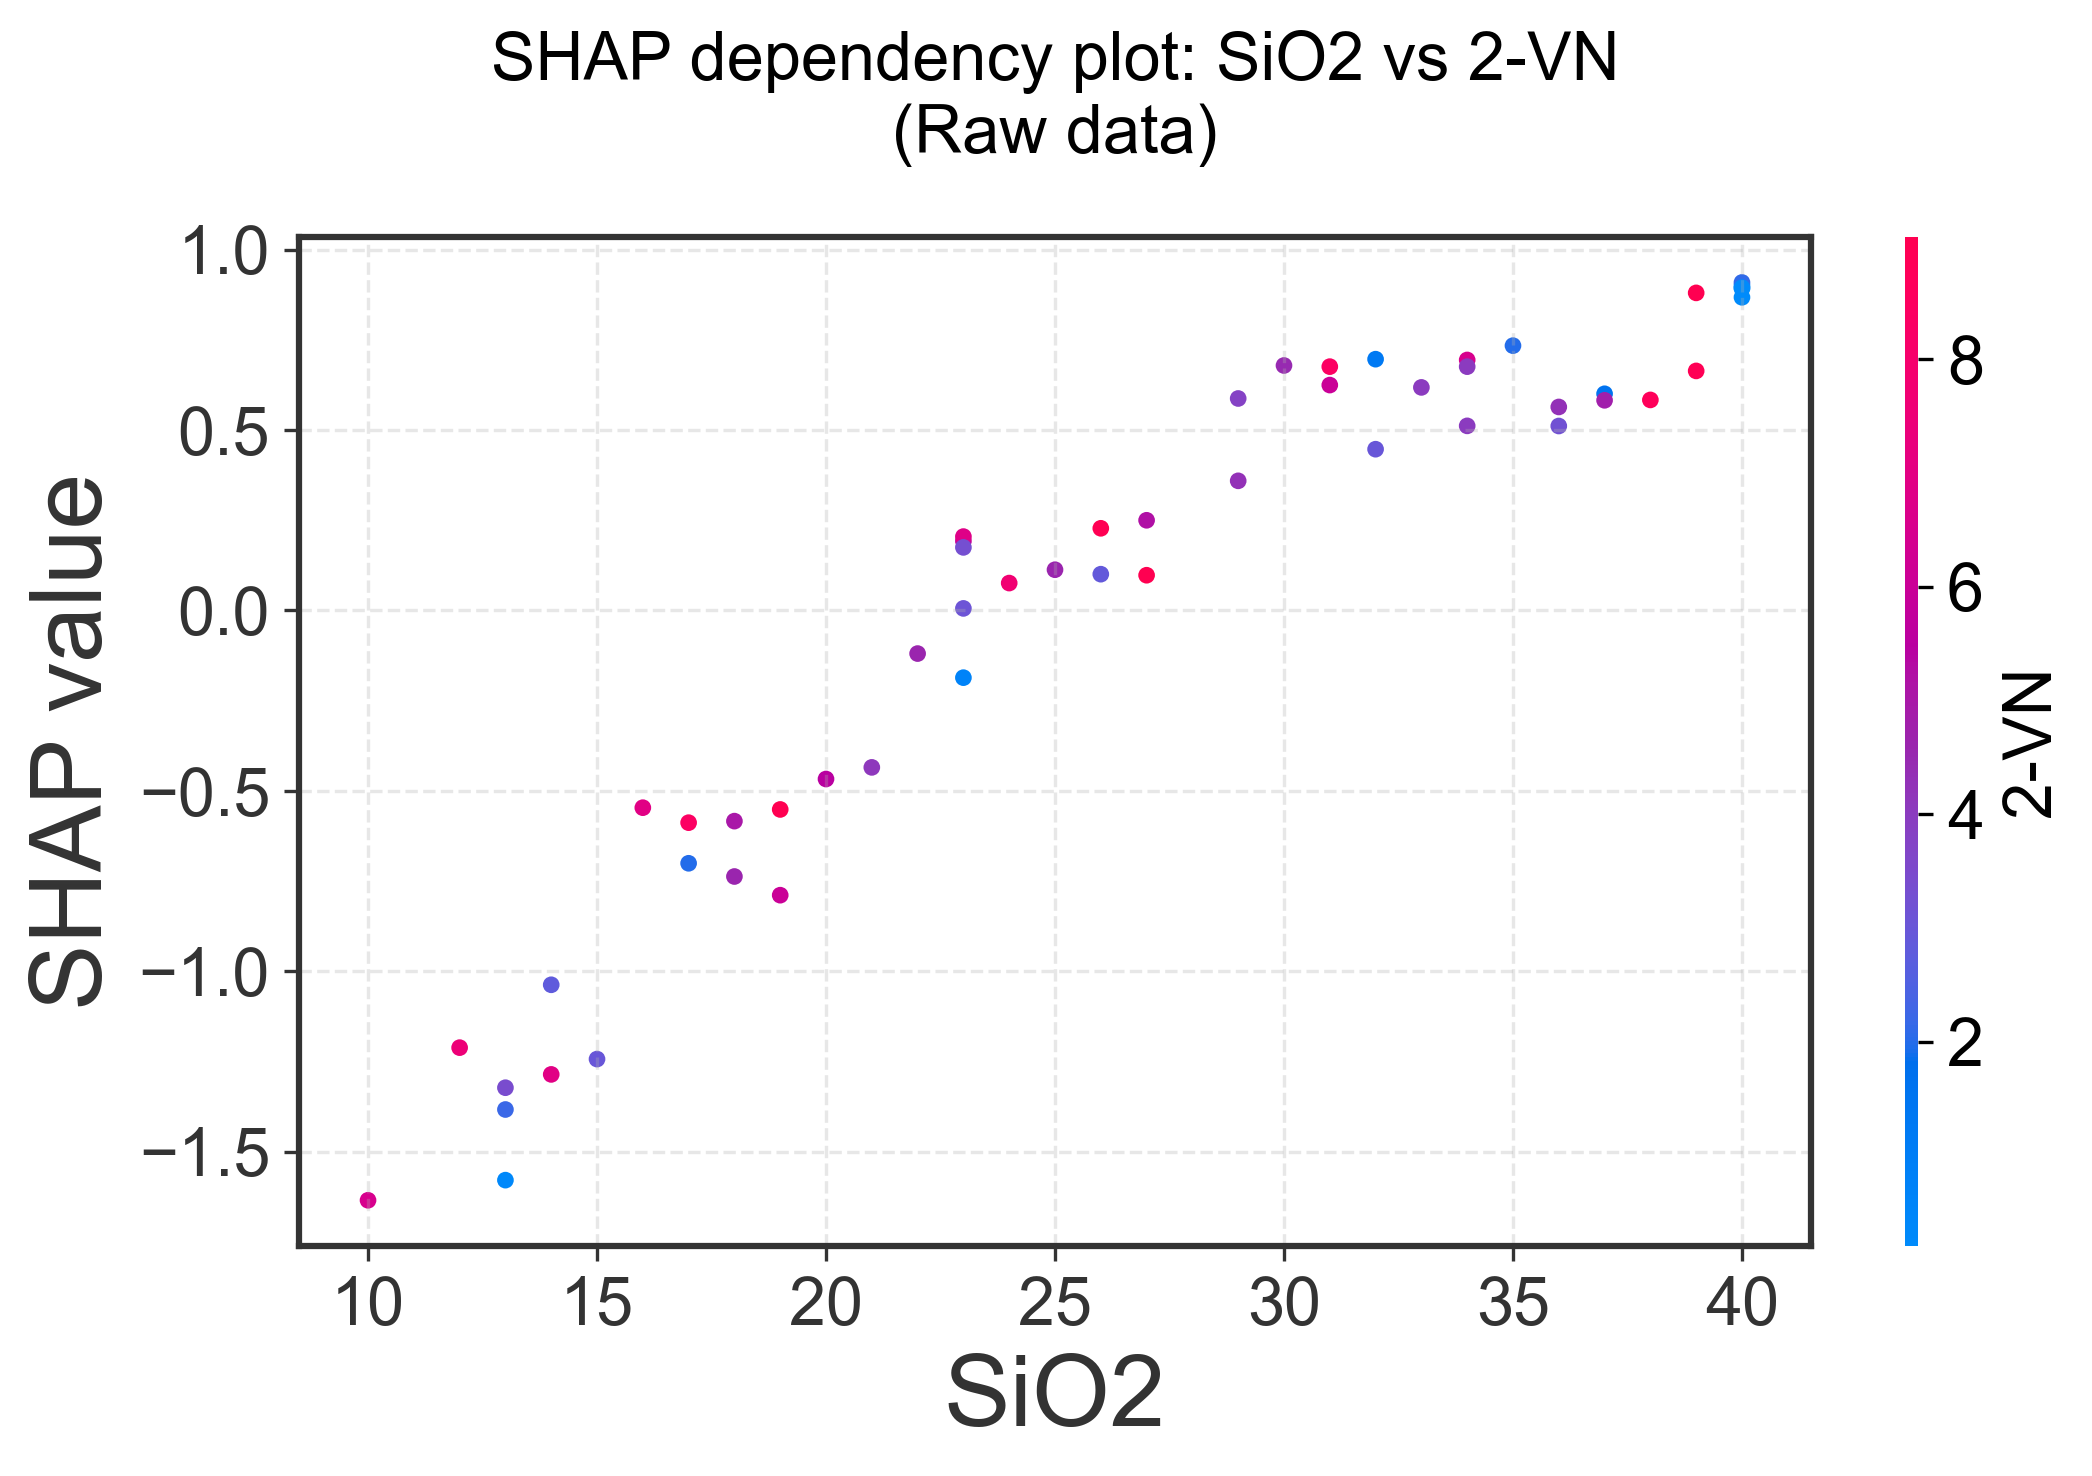 SHAP dependency plot: SiO2 vs 2-VN
(Raw data)
SHAP value
1.0
0.5
0.0
−0.5
−1.0
−1.5
10 15 20 25 30 35 40
SiO2
8
6
4
2
2-VN